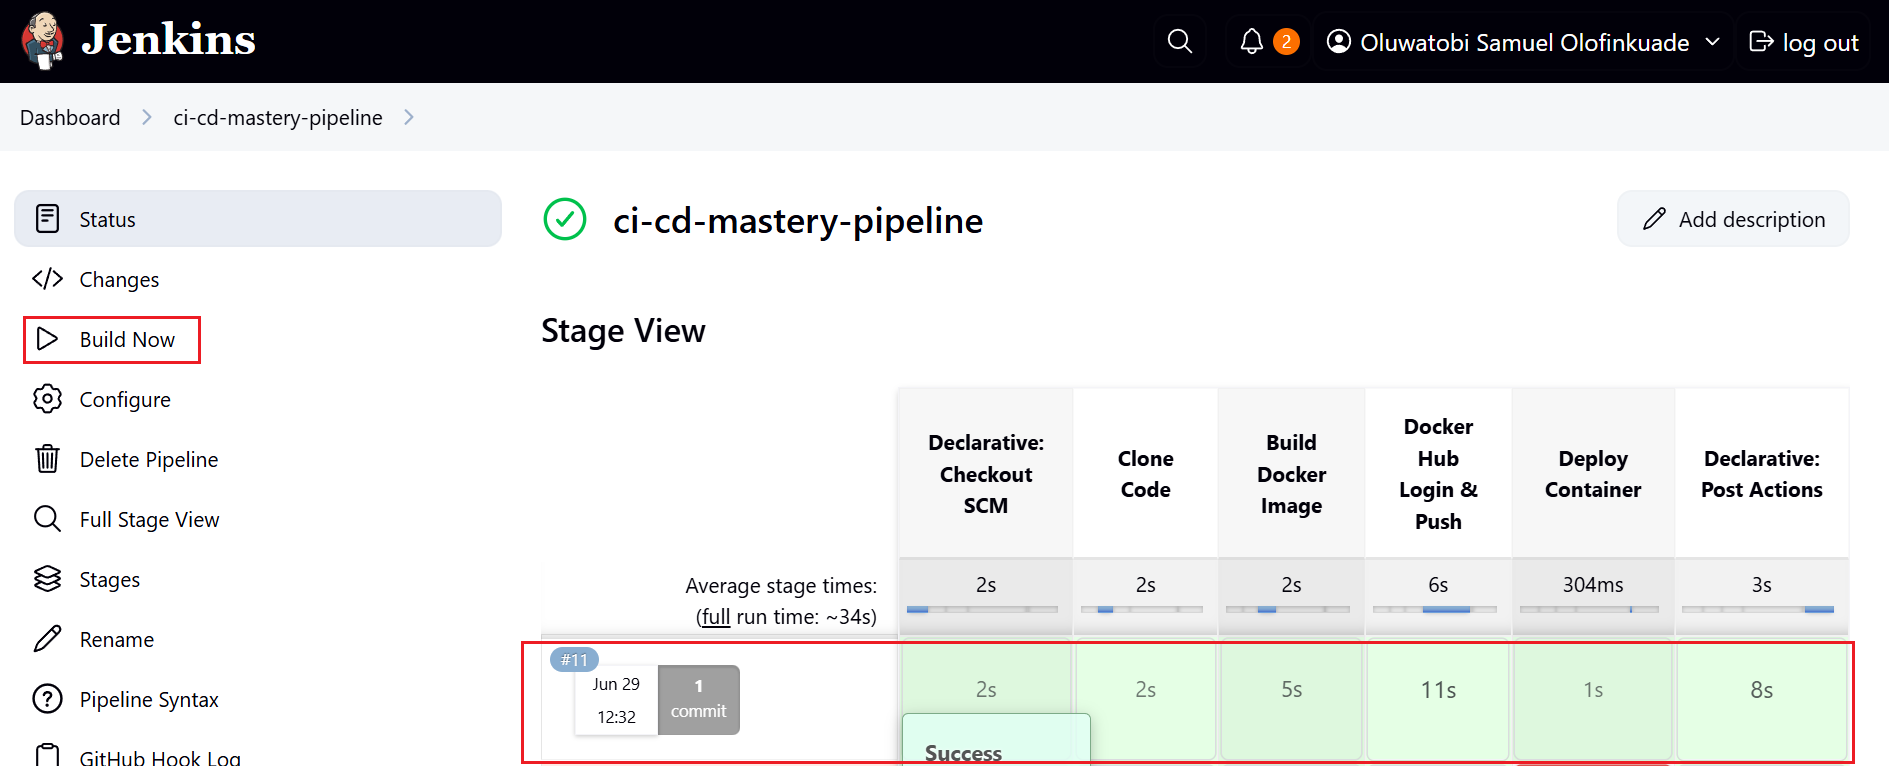 Jenkins
2
Oluwatobi Samuel Olofinkuade
log out
Dashboard
ci-cd-mastery-pipeline
Status
Changes
Build Now
Configure
Delete Pipeline
Full Stage View
Stages
Rename
Pipeline Syntax
GitHub Hook Log
ci-cd-mastery-pipeline
Add description
Stage View
Declarative:
Checkout
SCM
Clone
Code
Build
Docker
Image
Docker
Hub
Login &
Push
Deploy
Container
Declarative:
Post Actions
Average stage times:
(full run time: ~34s)
2s
2s
2s
6s
304ms
3s
#11
Jun 29
12:32
1
commit
2s
2s
5s
11s
1s
8s
Success